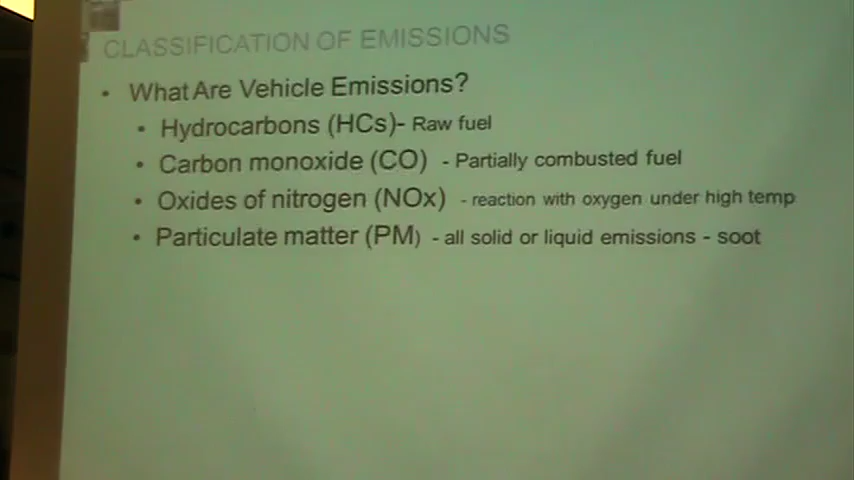 CLASSIFICATION OF EMISSIONS
• What Are Vehicle Emissions?
• Hydrocarbons (HCs)- Raw fuel
• Carbon monoxide (CO) - Partially combusted fuel
• Oxides of nitrogen (NOx) - reaction with oxygen under high temp
• Particulate matter (PM) - all solid or liquid emissions - soot